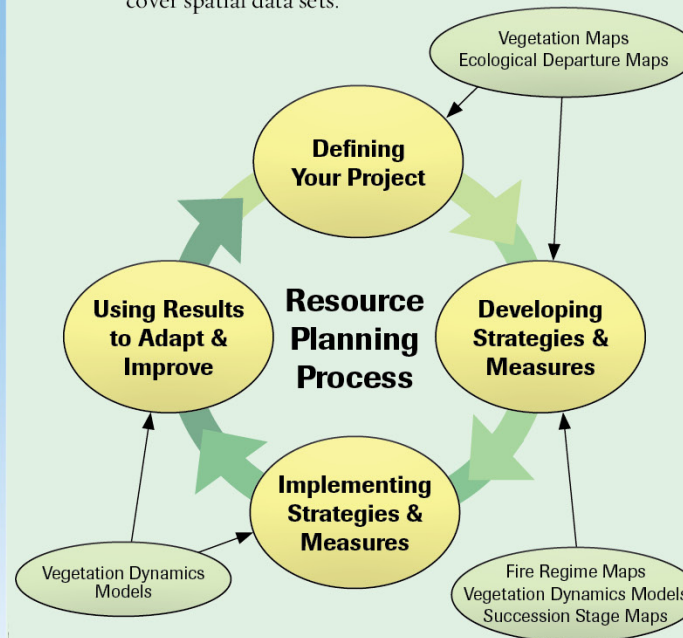 cover spatial data sets.
Vegetation Maps
Ecological Departure Maps
Defining
Your Project
Using Results
to Adapt &
Improve
Resource
Planning
Process
Developing
Strategies &
Measures
Implementing
Strategies &
Measures
Vegetation Dynamics
Models
Fire Regime Maps
Vegetation Dynamics Models
Succession Stage Maps